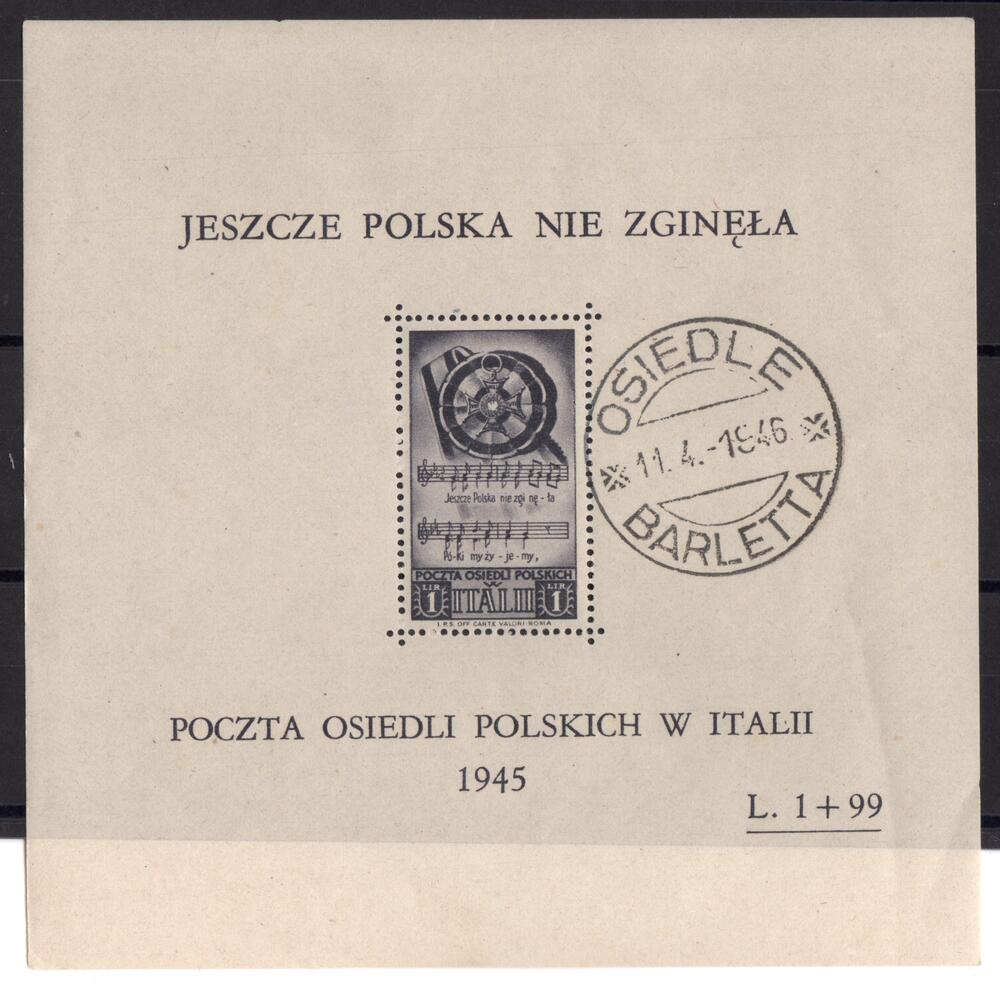 JESZCZE POLSKA NIE ZGINĘŁA
Jeszcze Polska nie zgi nę - ła
Pó-ki my ży - je - my,
POCZTA OSIEDLI POLSKICH
W
LIR 1 ITALII LIR 1
I.P.S. OFF. CARTE VALORI-ROMA
OSIEDLE
11.4.-1946
BARLETTA
POCZTA OSIEDLI POLSKICH W ITALII
1945
L. 1 + 99